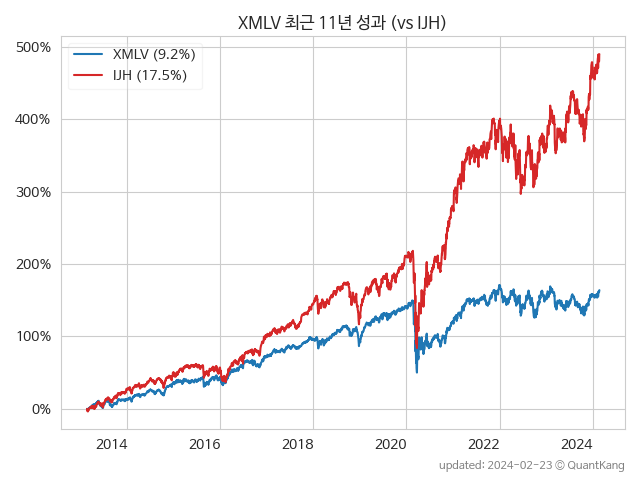 XMLV 최근 11년 성과 (vs IJH)
XMLV (9.2%)
IJH (17.5%)
500%
400%
300%
200%
100%
0%
2014 2016 2018 2020 2022 2024
updated: 2024-02-23 © QuantKang